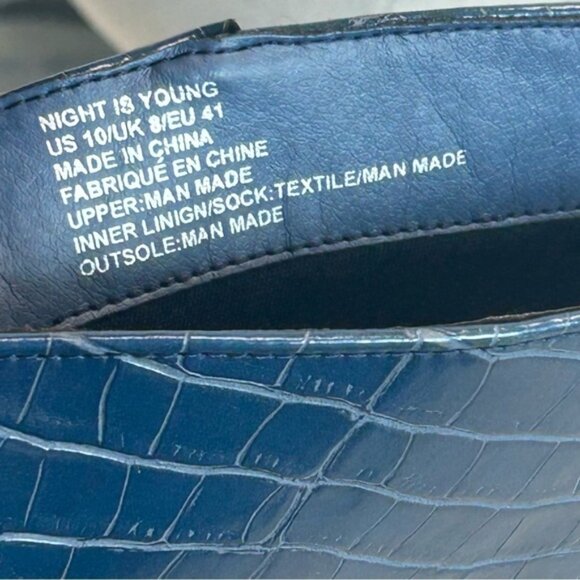 NIGHT IS YOUNG
US 10/UK 8/EU 41
MADE IN CHINA
FABRIQUÉ EN CHINE
UPPER:MAN MADE
INNER LINIGN/SOCK:TEXTILE/MAN MADE
OUTSOLE:MAN MADE